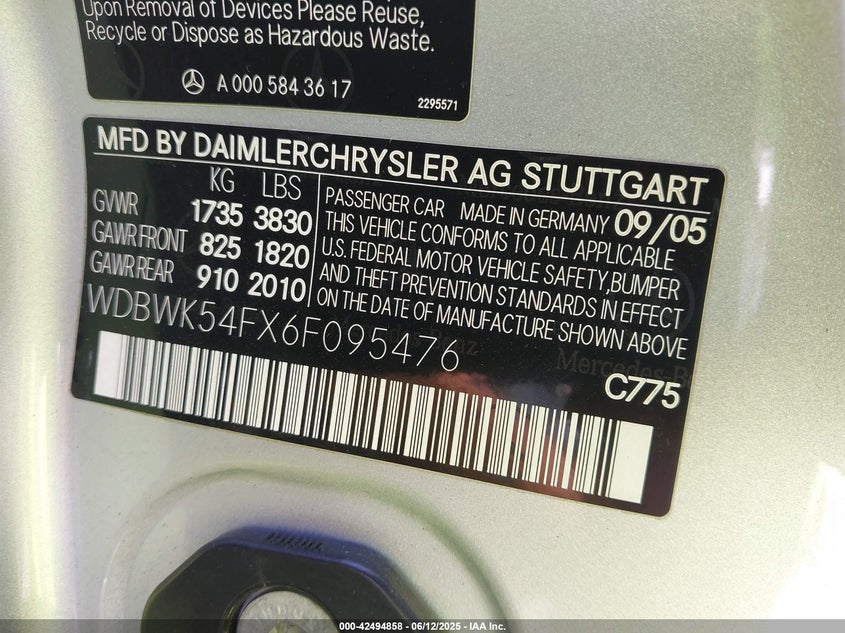 Upon Removal of Devices Please Reuse,
Recycle or Dispose as Hazardous Waste.
A 000 584 36 17
2295571
MFD BY DAIMLERCHRYSLER AG STUTTGART
KG LBS
GVWR 1735 3830
GAWR FRONT 825 1820
GAWR REAR 910 2010
PASSENGER CAR MADE IN GERMANY 09/05
THIS VEHICLE CONFORMS TO ALL APPLICABLE
U.S. FEDERAL MOTOR VEHICLE SAFETY,BUMPER
AND THEFT PREVENTION STANDARDS IN EFFECT
ON THE DATE OF MANUFACTURE SHOWN ABOVE
WDBWK54FX6F095476
C775
000-42494858 - 06/12/2025 - IAA Inc.